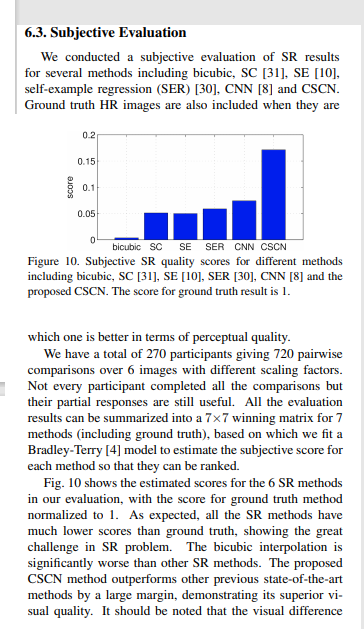 6.3. Subjective Evaluation
We conducted a subjective evaluation of SR results
for several methods including bicubic, SC [31], SE [10],
self-example regression (SER) [30], CNN [8] and CSCN.
Ground truth HR images are also included when they are
0.2
0.15
0.1
0.05
0
score
bicubic SC SE SER CNN CSCN
Figure 10. Subjective SR quality scores for different methods
including bicubic, SC [31], SE [10], SER [30], CNN [8] and the
proposed CSCN. The score for ground truth result is 1.
which one is better in terms of perceptual quality.
We have a total of 270 participants giving 720 pairwise
comparisons over 6 images with different scaling factors.
Not every participant completed all the comparisons but
their partial responses are still useful. All the evaluation
results can be summarized into a 7×7 winning matrix for 7
methods (including ground truth), based on which we fit a
Bradley-Terry [4] model to estimate the subjective score for
each method so that they can be ranked.
Fig. 10 shows the estimated scores for the 6 SR methods
in our evaluation, with the score for ground truth method
normalized to 1. As expected, all the SR methods have
much lower scores than ground truth, showing the great
challenge in SR problem. The bicubic interpolation is
significantly worse than other SR methods. The proposed
CSCN method outperforms other previous state-of-the-art
methods by a large margin, demonstrating its superior vi-
sual quality. It should be noted that the visual difference